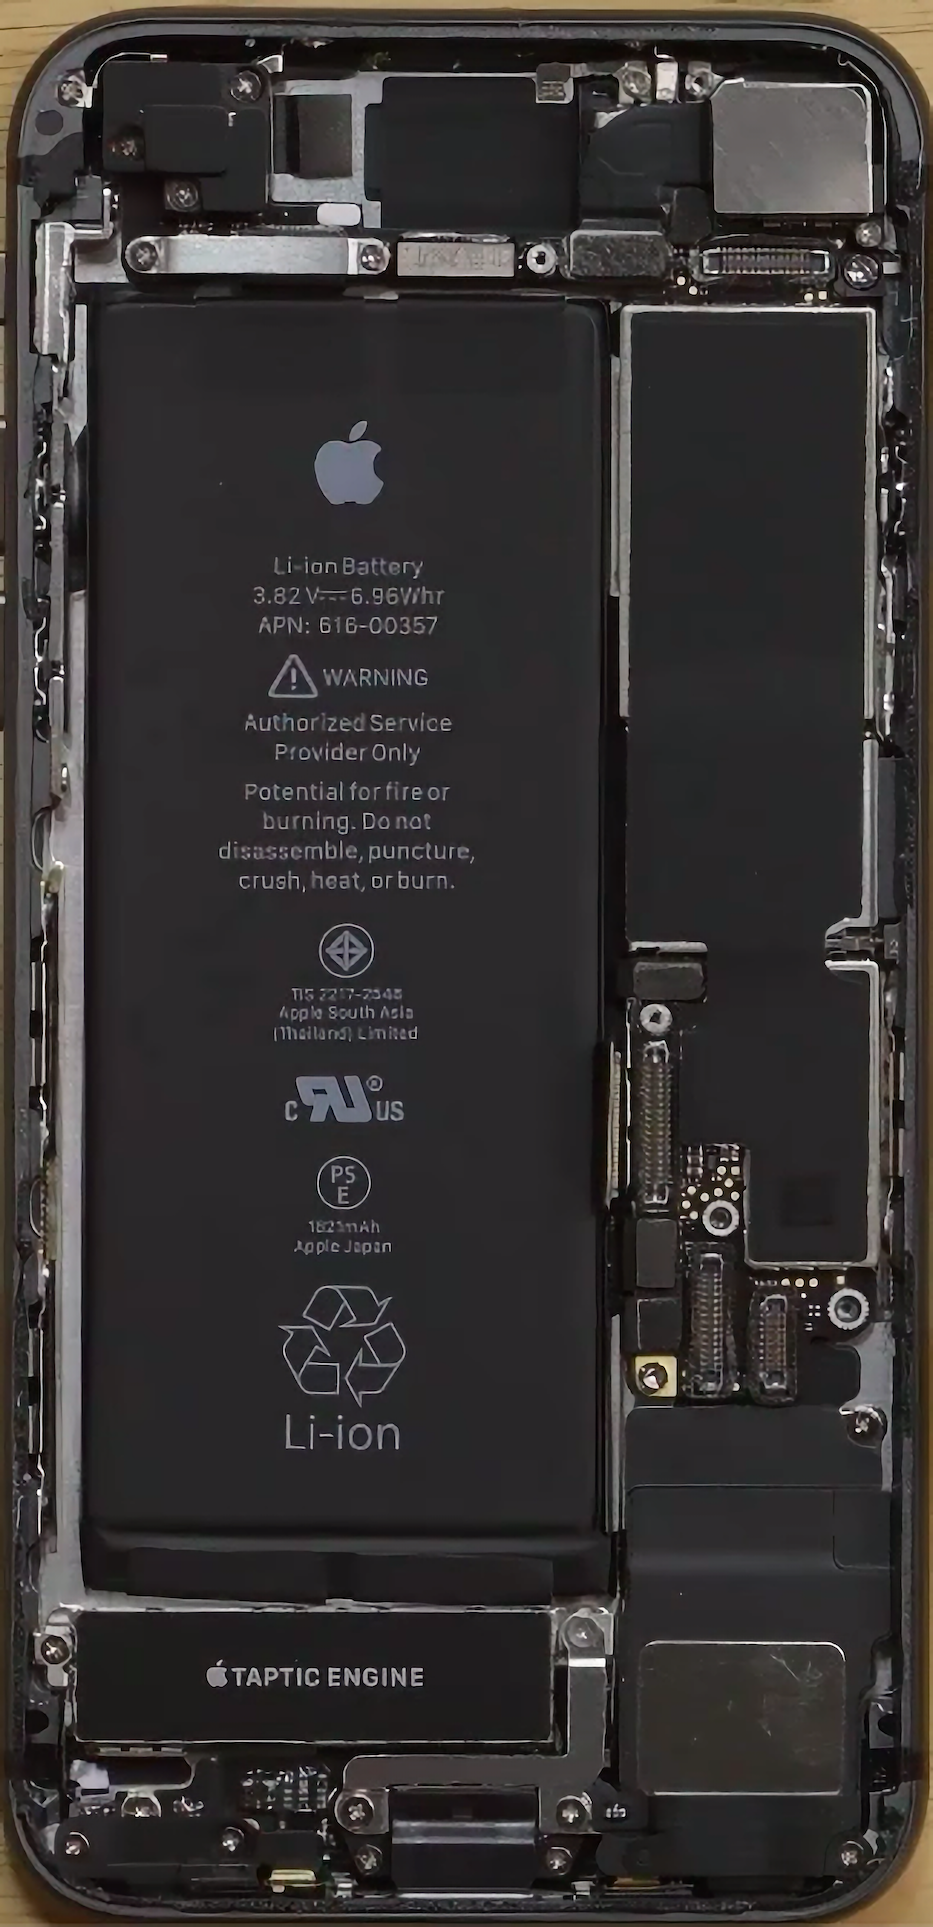 Li-ion Battery
3.82 V⎓6.96Whr
APN: 616-00357
WARNING
Authorized Service
Provider Only
Potential for fire or
burning. Do not
disassemble, puncture,
crush, heat, or burn.
TIS 2217-2548
Apple South Asia
(Thailand) Limited
c RU® US
PS
E
1821mAh
Apple Japan
Li-ion
TAPTIC ENGINE